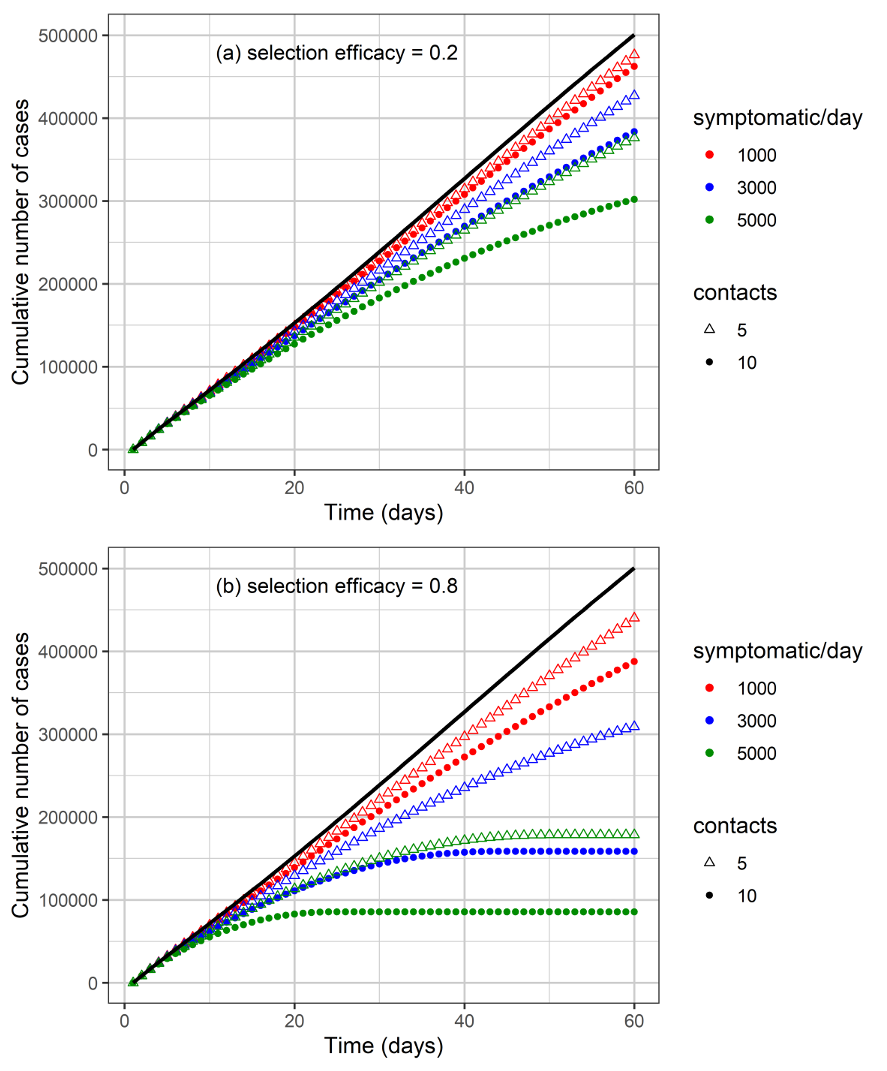 (a) selection efficacy = 0.2
500000
400000
300000
200000
100000
0
Cumulative number of cases
0 20 40 60
Time (days)
symptomatic/day
1000
3000
5000
contacts
5
10
(b) selection efficacy = 0.8
500000
400000
300000
200000
100000
0
Cumulative number of cases
0 20 40 60
Time (days)
symptomatic/day
1000
3000
5000
contacts
5
10